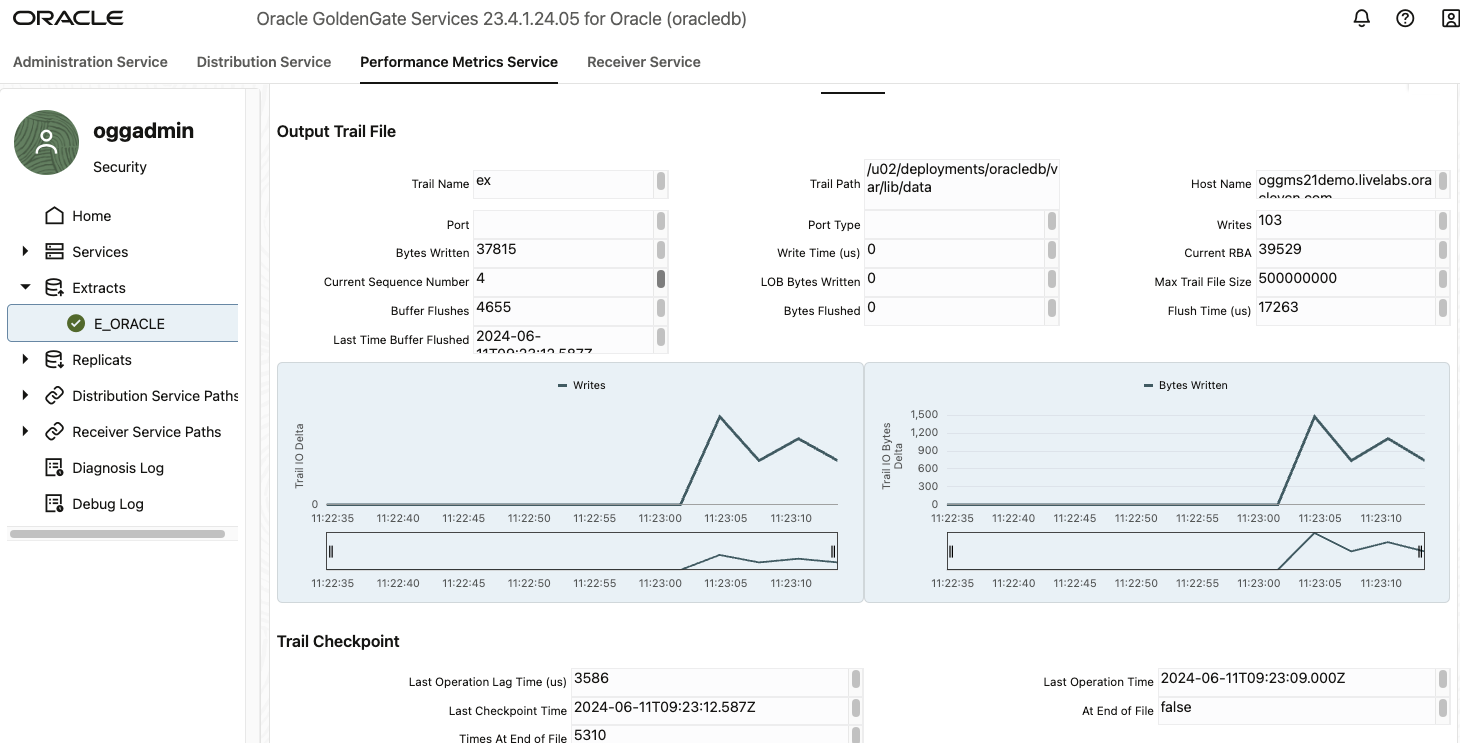 ORACLE
Oracle GoldenGate Services 23.4.1.24.05 for Oracle (oracledb)
Administration Service
Distribution Service
Performance Metrics Service
Receiver Service
oggadmin
Security
Home
Services
Extracts
E_ORACLE
Replicats
Distribution Service Paths
Receiver Service Paths
Diagnosis Log
Debug Log
Output Trail File
Trail Name ex
Trail Path /u02/deployments/oracledb/v
ar/lib/data
Host Name oggms21demo.livelabs.ora
clevcn.com
Port
Port Type
Writes 103
Bytes Written 37815
Write Time (us) 0
Current RBA 39529
Current Sequence Number 4
LOB Bytes Written 0
Max Trail File Size 500000000
Buffer Flushes 4655
Bytes Flushed 0
Flush Time (us) 17263
Last Time Buffer Flushed 2024-06-
11T09:23:12.587Z
Writes
Trail IO Delta
0
11:22:35 11:22:40 11:22:45 11:22:50 11:22:55 11:23:00 11:23:05 11:23:10
11:22:35 11:22:40 11:22:45 11:22:50 11:22:55 11:23:00 11:23:05 11:23:10
Bytes Written
Trail IO Bytes
Delta
1,500
1,200
900
600
300
0
11:22:35 11:22:40 11:22:45 11:22:50 11:22:55 11:23:00 11:23:05 11:23:10
11:22:35 11:22:40 11:22:45 11:22:50 11:22:55 11:23:00 11:23:05 11:23:10
Trail Checkpoint
Last Operation Lag Time (us) 3586
Last Operation Time 2024-06-11T09:23:09.000Z
Last Checkpoint Time 2024-06-11T09:23:12.587Z
At End of File false
Times At End of File 5310